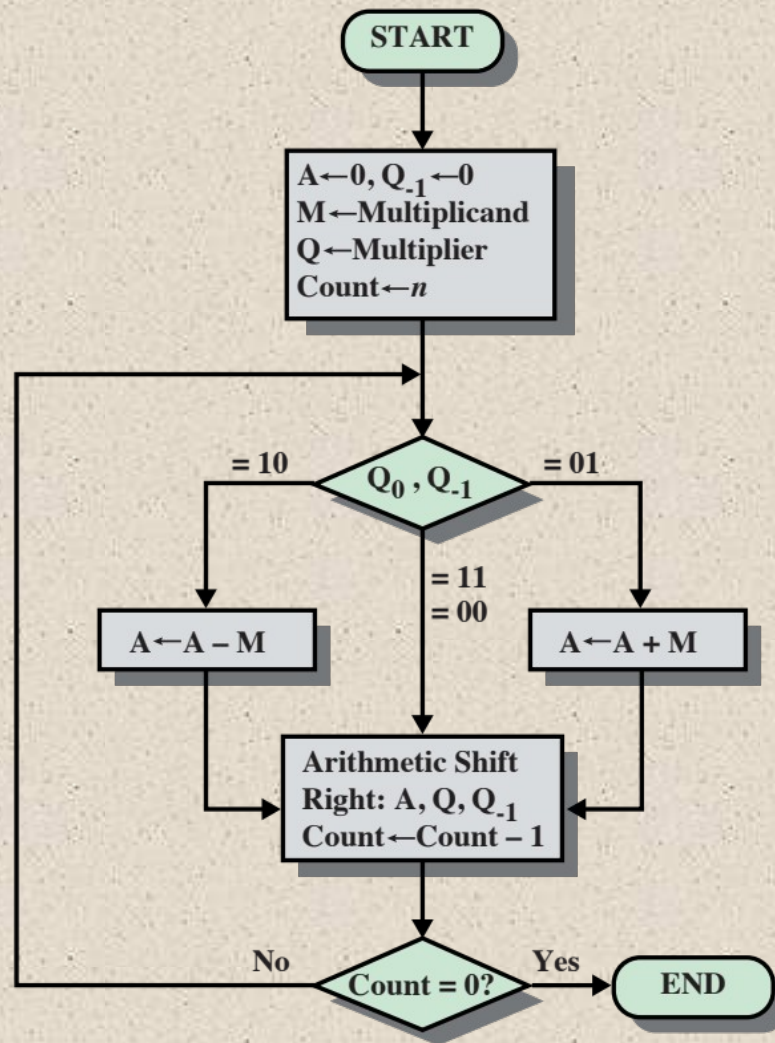 START
A←0, Q₋₁←0
M←Multiplicand
Q←Multiplier
Count←n
= 10
Q₀ , Q₋₁
= 01
= 11
= 00
A←A – M
A←A + M
Arithmetic Shift
Right: A, Q, Q₋₁
Count←Count – 1
No
Count = 0?
Yes
END